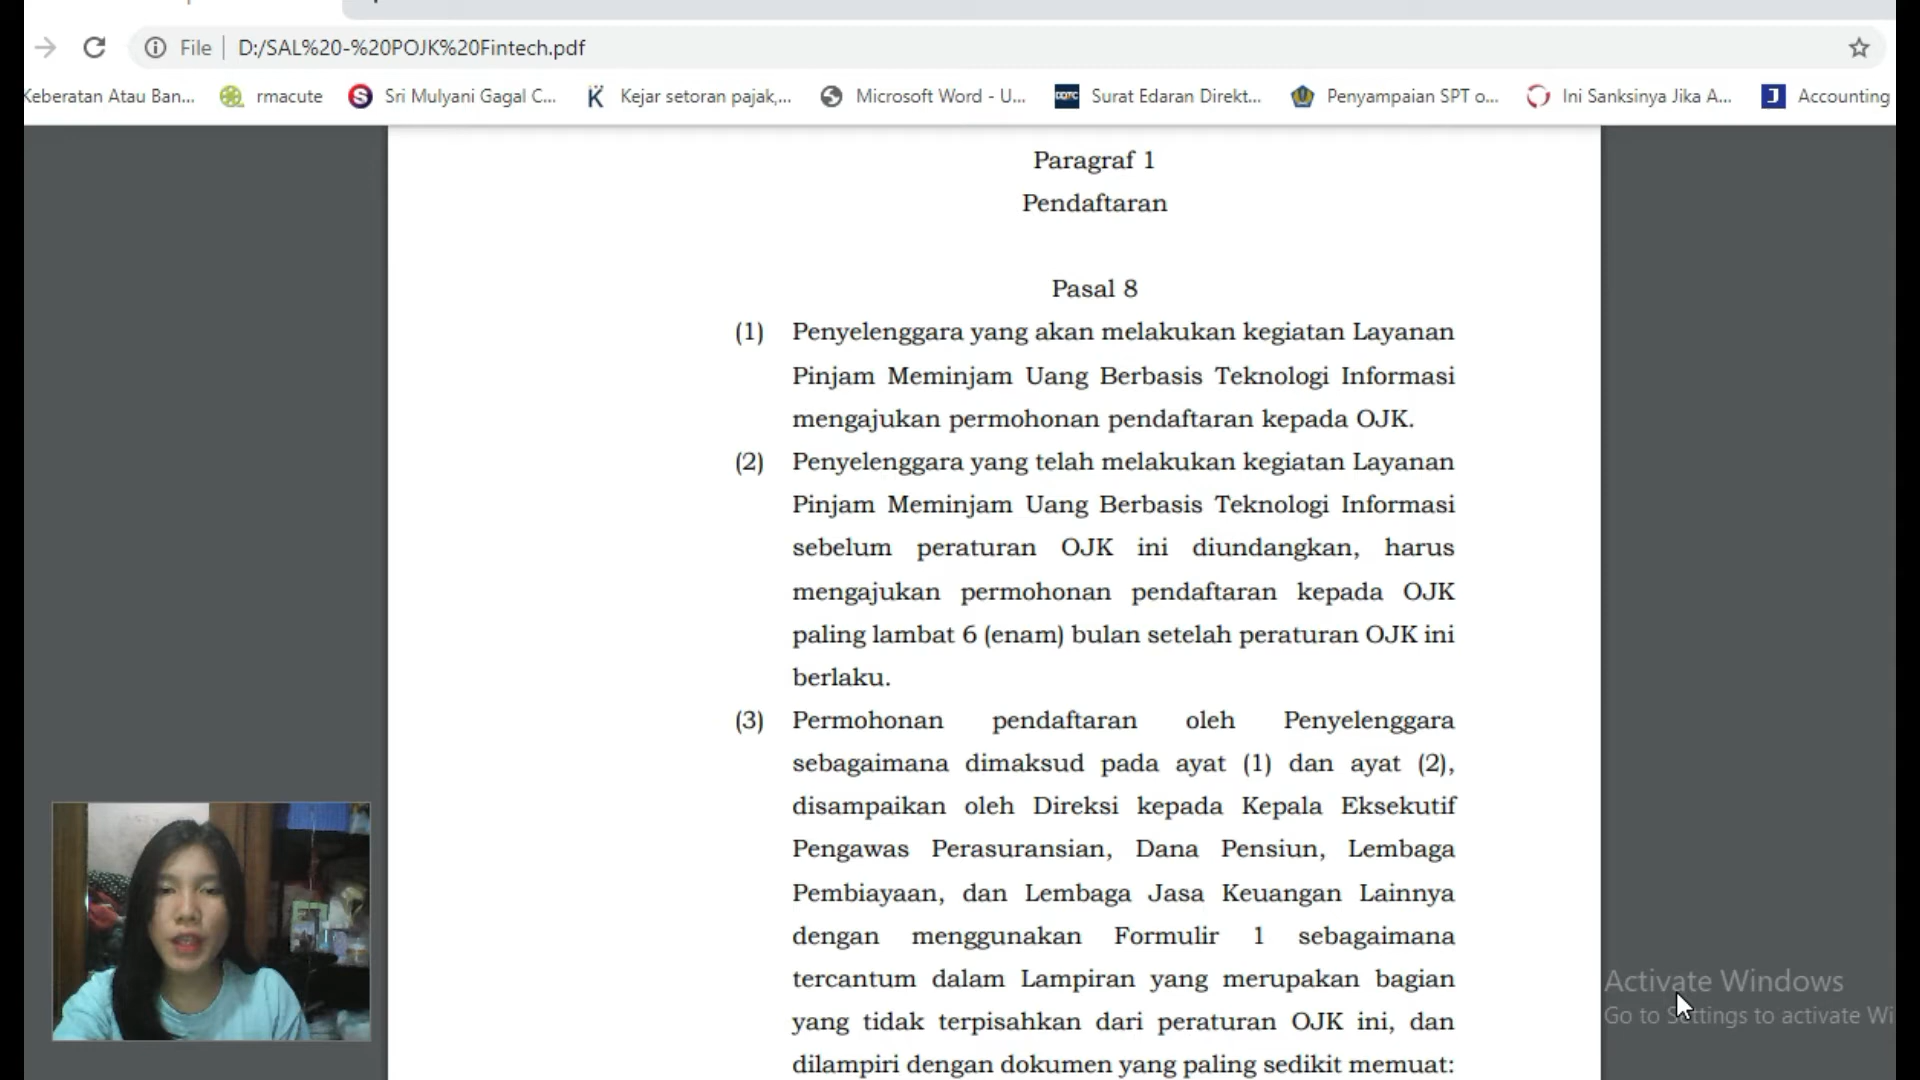 File D:/SAL%20-%20POJK%20Fintech.pdf
Keberatan Atau Ban... rmacute Sri Mulyani Gagal C... Kejar setoran pajak,... Microsoft Word - U... DDTC Surat Edaran Direkt... Penyampaian SPT o... Ini Sanksinya Jika A... J Accounting
Paragraf 1
Pendaftaran
Pasal 8
(1) Penyelenggara yang akan melakukan kegiatan Layanan
Pinjam Meminjam Uang Berbasis Teknologi Informasi
mengajukan permohonan pendaftaran kepada OJK.
(2) Penyelenggara yang telah melakukan kegiatan Layanan
Pinjam Meminjam Uang Berbasis Teknologi Informasi
sebelum peraturan OJK ini diundangkan, harus
mengajukan permohonan pendaftaran kepada OJK
paling lambat 6 (enam) bulan setelah peraturan OJK ini
berlaku.
(3) Permohonan pendaftaran oleh Penyelenggara
sebagaimana dimaksud pada ayat (1) dan ayat (2),
disampaikan oleh Direksi kepada Kepala Eksekutif
Pengawas Perasuransian, Dana Pensiun, Lembaga
Pembiayaan, dan Lembaga Jasa Keuangan Lainnya
dengan menggunakan Formulir 1 sebagaimana
tercantum dalam Lampiran yang merupakan bagian
yang tidak terpisahkan dari peraturan OJK ini, dan
dilampiri dengan dokumen yang paling sedikit memuat:
Activate Windows
Go to Settings to activate Wi